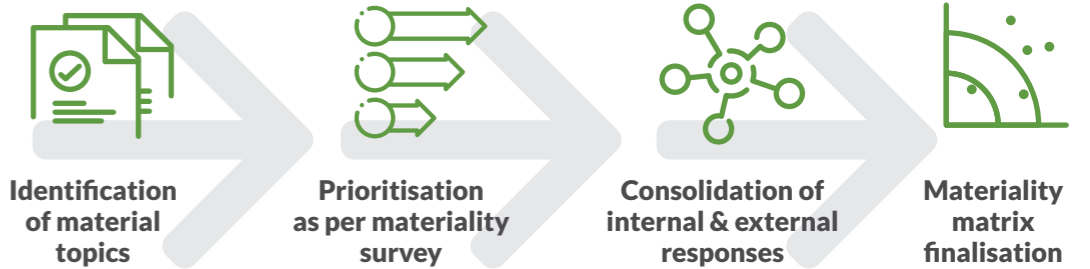 Identification
of material
topics
Prioritisation
as per materiality
survey
Consolidation of
internal & external
responses
Materiality
matrix
finalisation